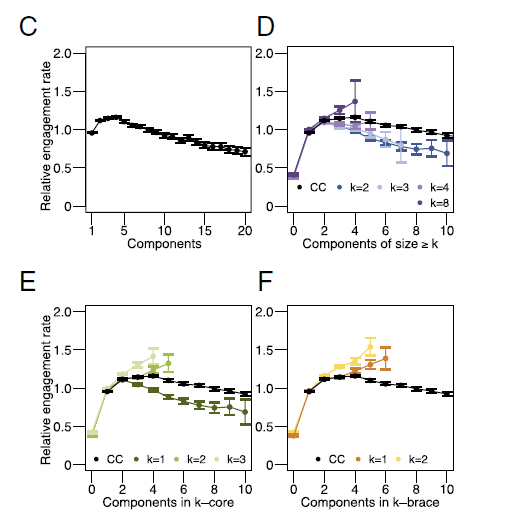 C
D
Relative engagement rate
2.0
1.5
1.0
0.5
0
1 5 10 15 20
Components
2.0
1.5
1.0
0.5
0
CC k=2 k=3 k=4
k=8
0 2 4 6 8 10
Components of size ≥ k
E
F
Relative engagement rate
2.0
1.5
1.0
0.5
0
CC k=1 k=2 k=3
0 2 4 6 8 10
Components in k–core
2.0
1.5
1.0
0.5
0
CC k=1 k=2
0 2 4 6 8 10
Components in k–brace